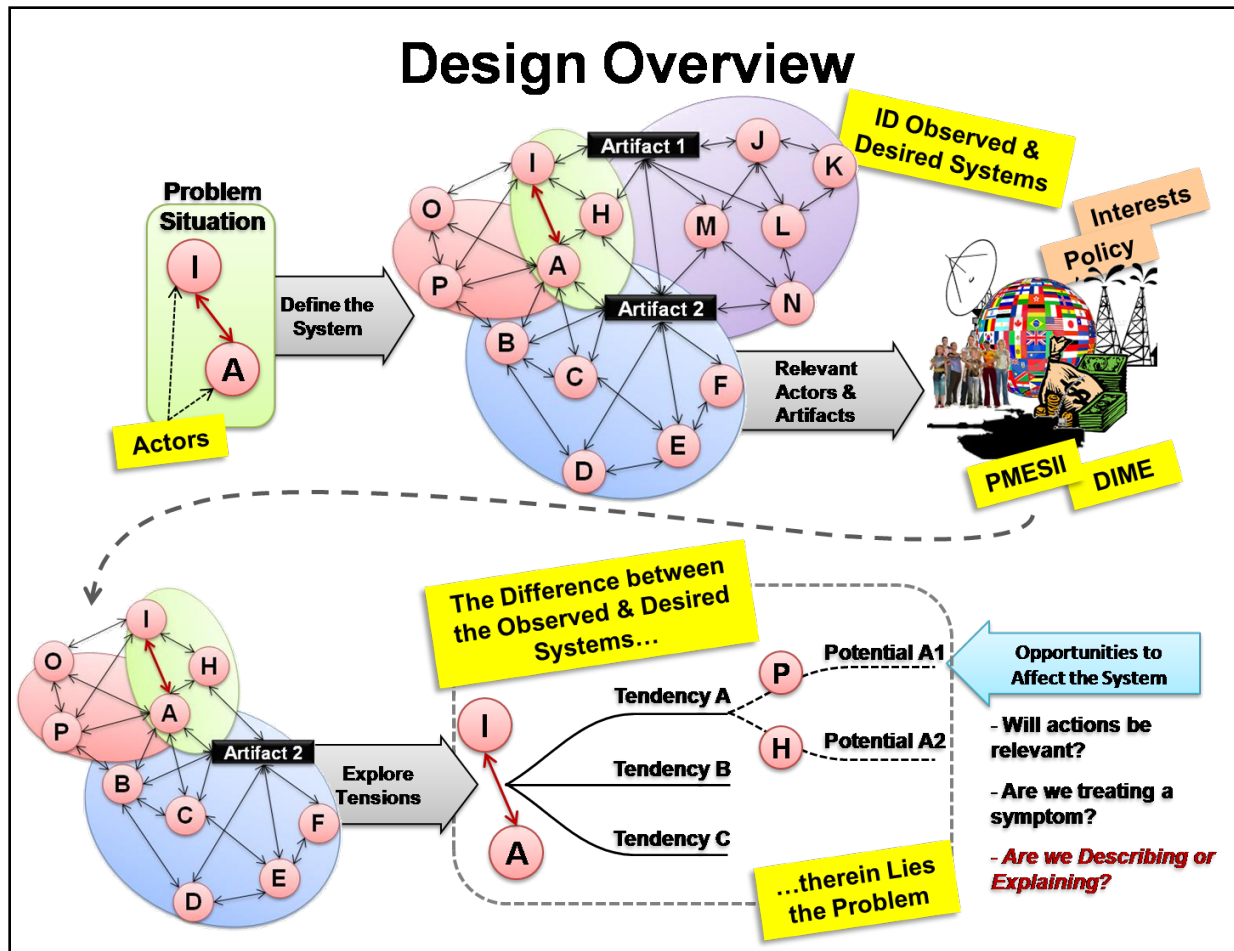 Design Overview
Problem
Situation
I
A
Actors
Define the
System
I
Artifact 1
J
K
O
H
M
L
P
A
Artifact 2
N
B
C
F
E
D
ID Observed &
Desired Systems
Relevant
Actors &
Artifacts
Interests
Policy
$
PMESII
DIME
I
O
H
P
A
Artifact 2
B
C
F
E
D
Explore
Tensions
The Difference between
the Observed & Desired
Systems…
I
A
Tendency A
Tendency B
Tendency C
P
H
Potential A1
Potential A2
…therein Lies
the Problem
Opportunities to
Affect the System
- Will actions be
relevant?
- Are we treating a
symptom?
- Are we Describing or
Explaining?